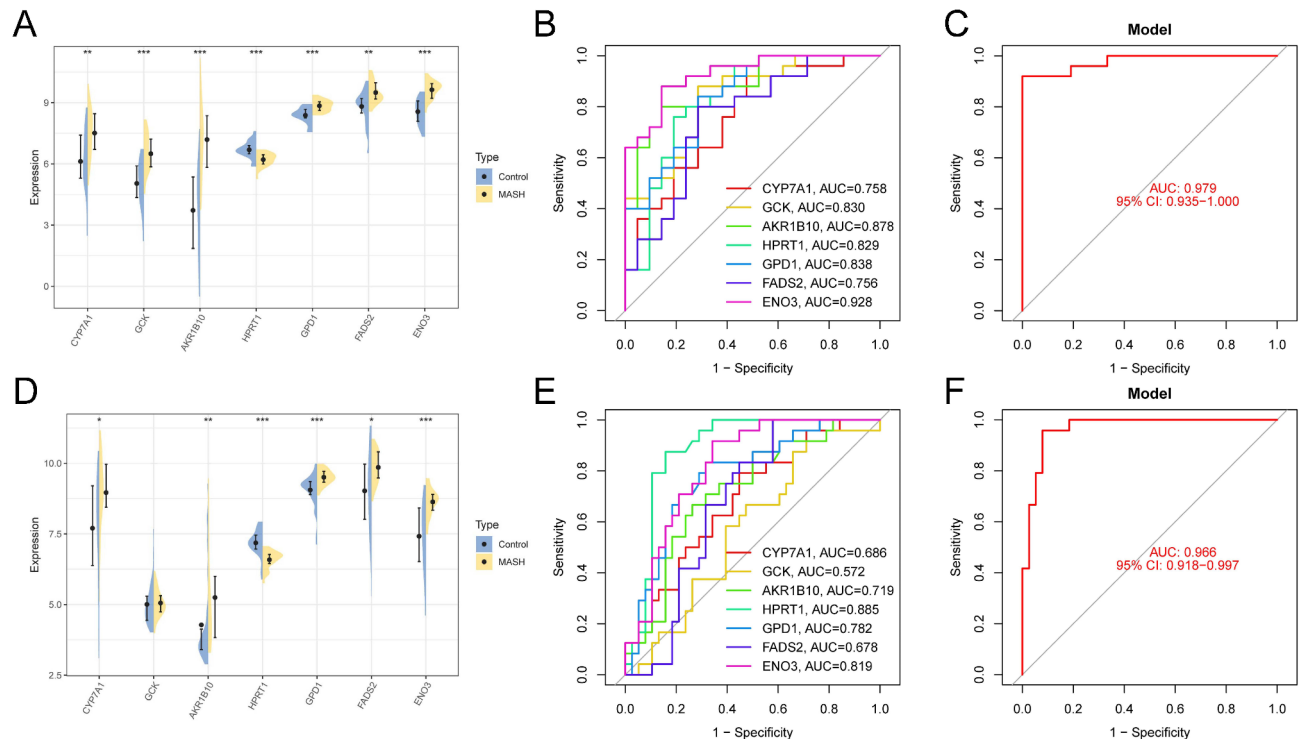 A
** *** *** *** *** ** ***
9
6
3
0
Expression
CYP7A1
GCK
AKR1B10
HPRT1
GPD1
FADS2
ENO3
Type
Control
MASH
B
1.0
0.8
0.6
0.4
0.2
0.0
Sensitivity
CYP7A1, AUC=0.758
GCK, AUC=0.830
AKR1B10, AUC=0.878
HPRT1, AUC=0.829
GPD1, AUC=0.838
FADS2, AUC=0.756
ENO3, AUC=0.928
0.0 0.2 0.4 0.6 0.8 1.0
1 − Specificity
C
Model
1.0
0.8
0.6
0.4
0.2
0.0
Sensitivity
AUC: 0.979
95% CI: 0.935−1.000
0.0 0.2 0.4 0.6 0.8 1.0
1 − Specificity
D
* ** *** *** * ***
10.0
7.5
5.0
2.5
Expression
CYP7A1
GCK
AKR1B10
HPRT1
GPD1
FADS2
ENO3
Type
Control
MASH
E
1.0
0.8
0.6
0.4
0.2
0.0
Sensitivity
CYP7A1, AUC=0.686
GCK, AUC=0.572
AKR1B10, AUC=0.719
HPRT1, AUC=0.885
GPD1, AUC=0.782
FADS2, AUC=0.678
ENO3, AUC=0.819
0.0 0.2 0.4 0.6 0.8 1.0
1 − Specificity
F
Model
1.0
0.8
0.6
0.4
0.2
0.0
Sensitivity
AUC: 0.966
95% CI: 0.918−0.997
0.0 0.2 0.4 0.6 0.8 1.0
1 − Specificity